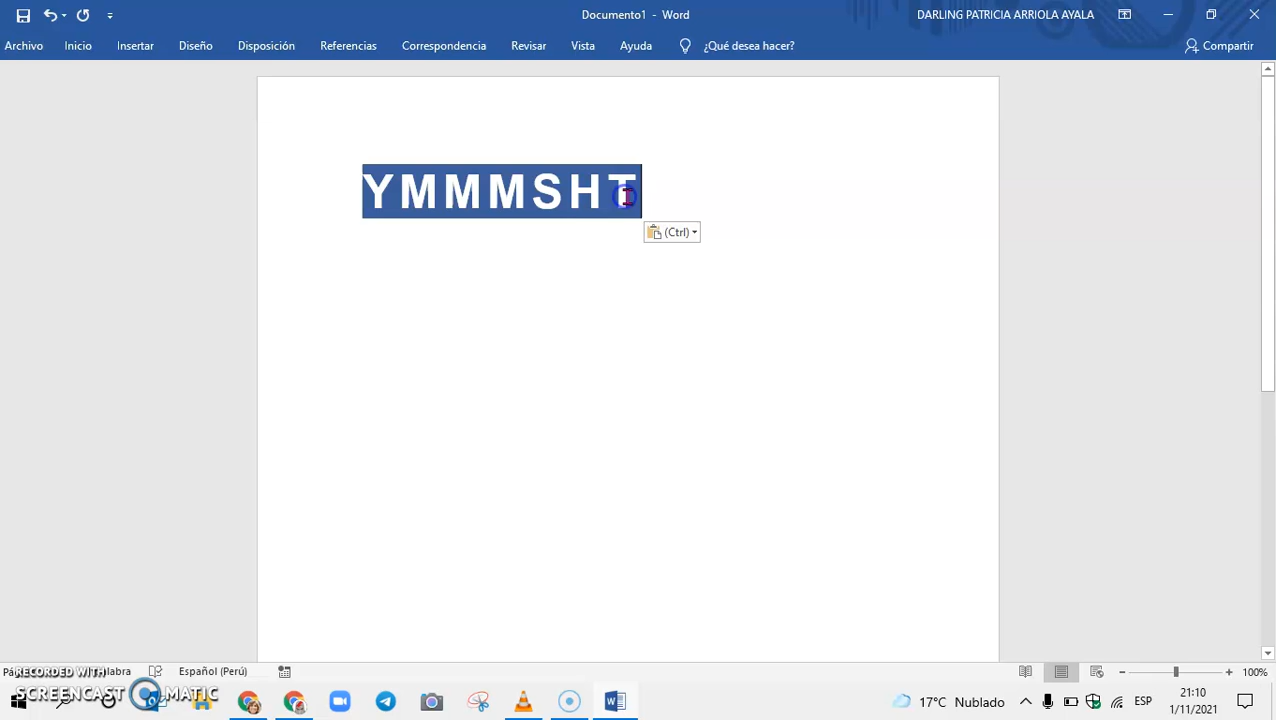 Documento1 - Word
DARLING PATRICIA ARRIOLA AYALA
Archivo Inicio Insertar Diseño Disposición Referencias Correspondencia Revisar Vista Ayuda ¿Qué desea hacer? Compartir
YMMMSHT
(Ctrl)
Español (Perú)
100%
RECORDED WITH
SCREENCAST MATIC
17°C Nublado
ESP
21:10
1/11/2021